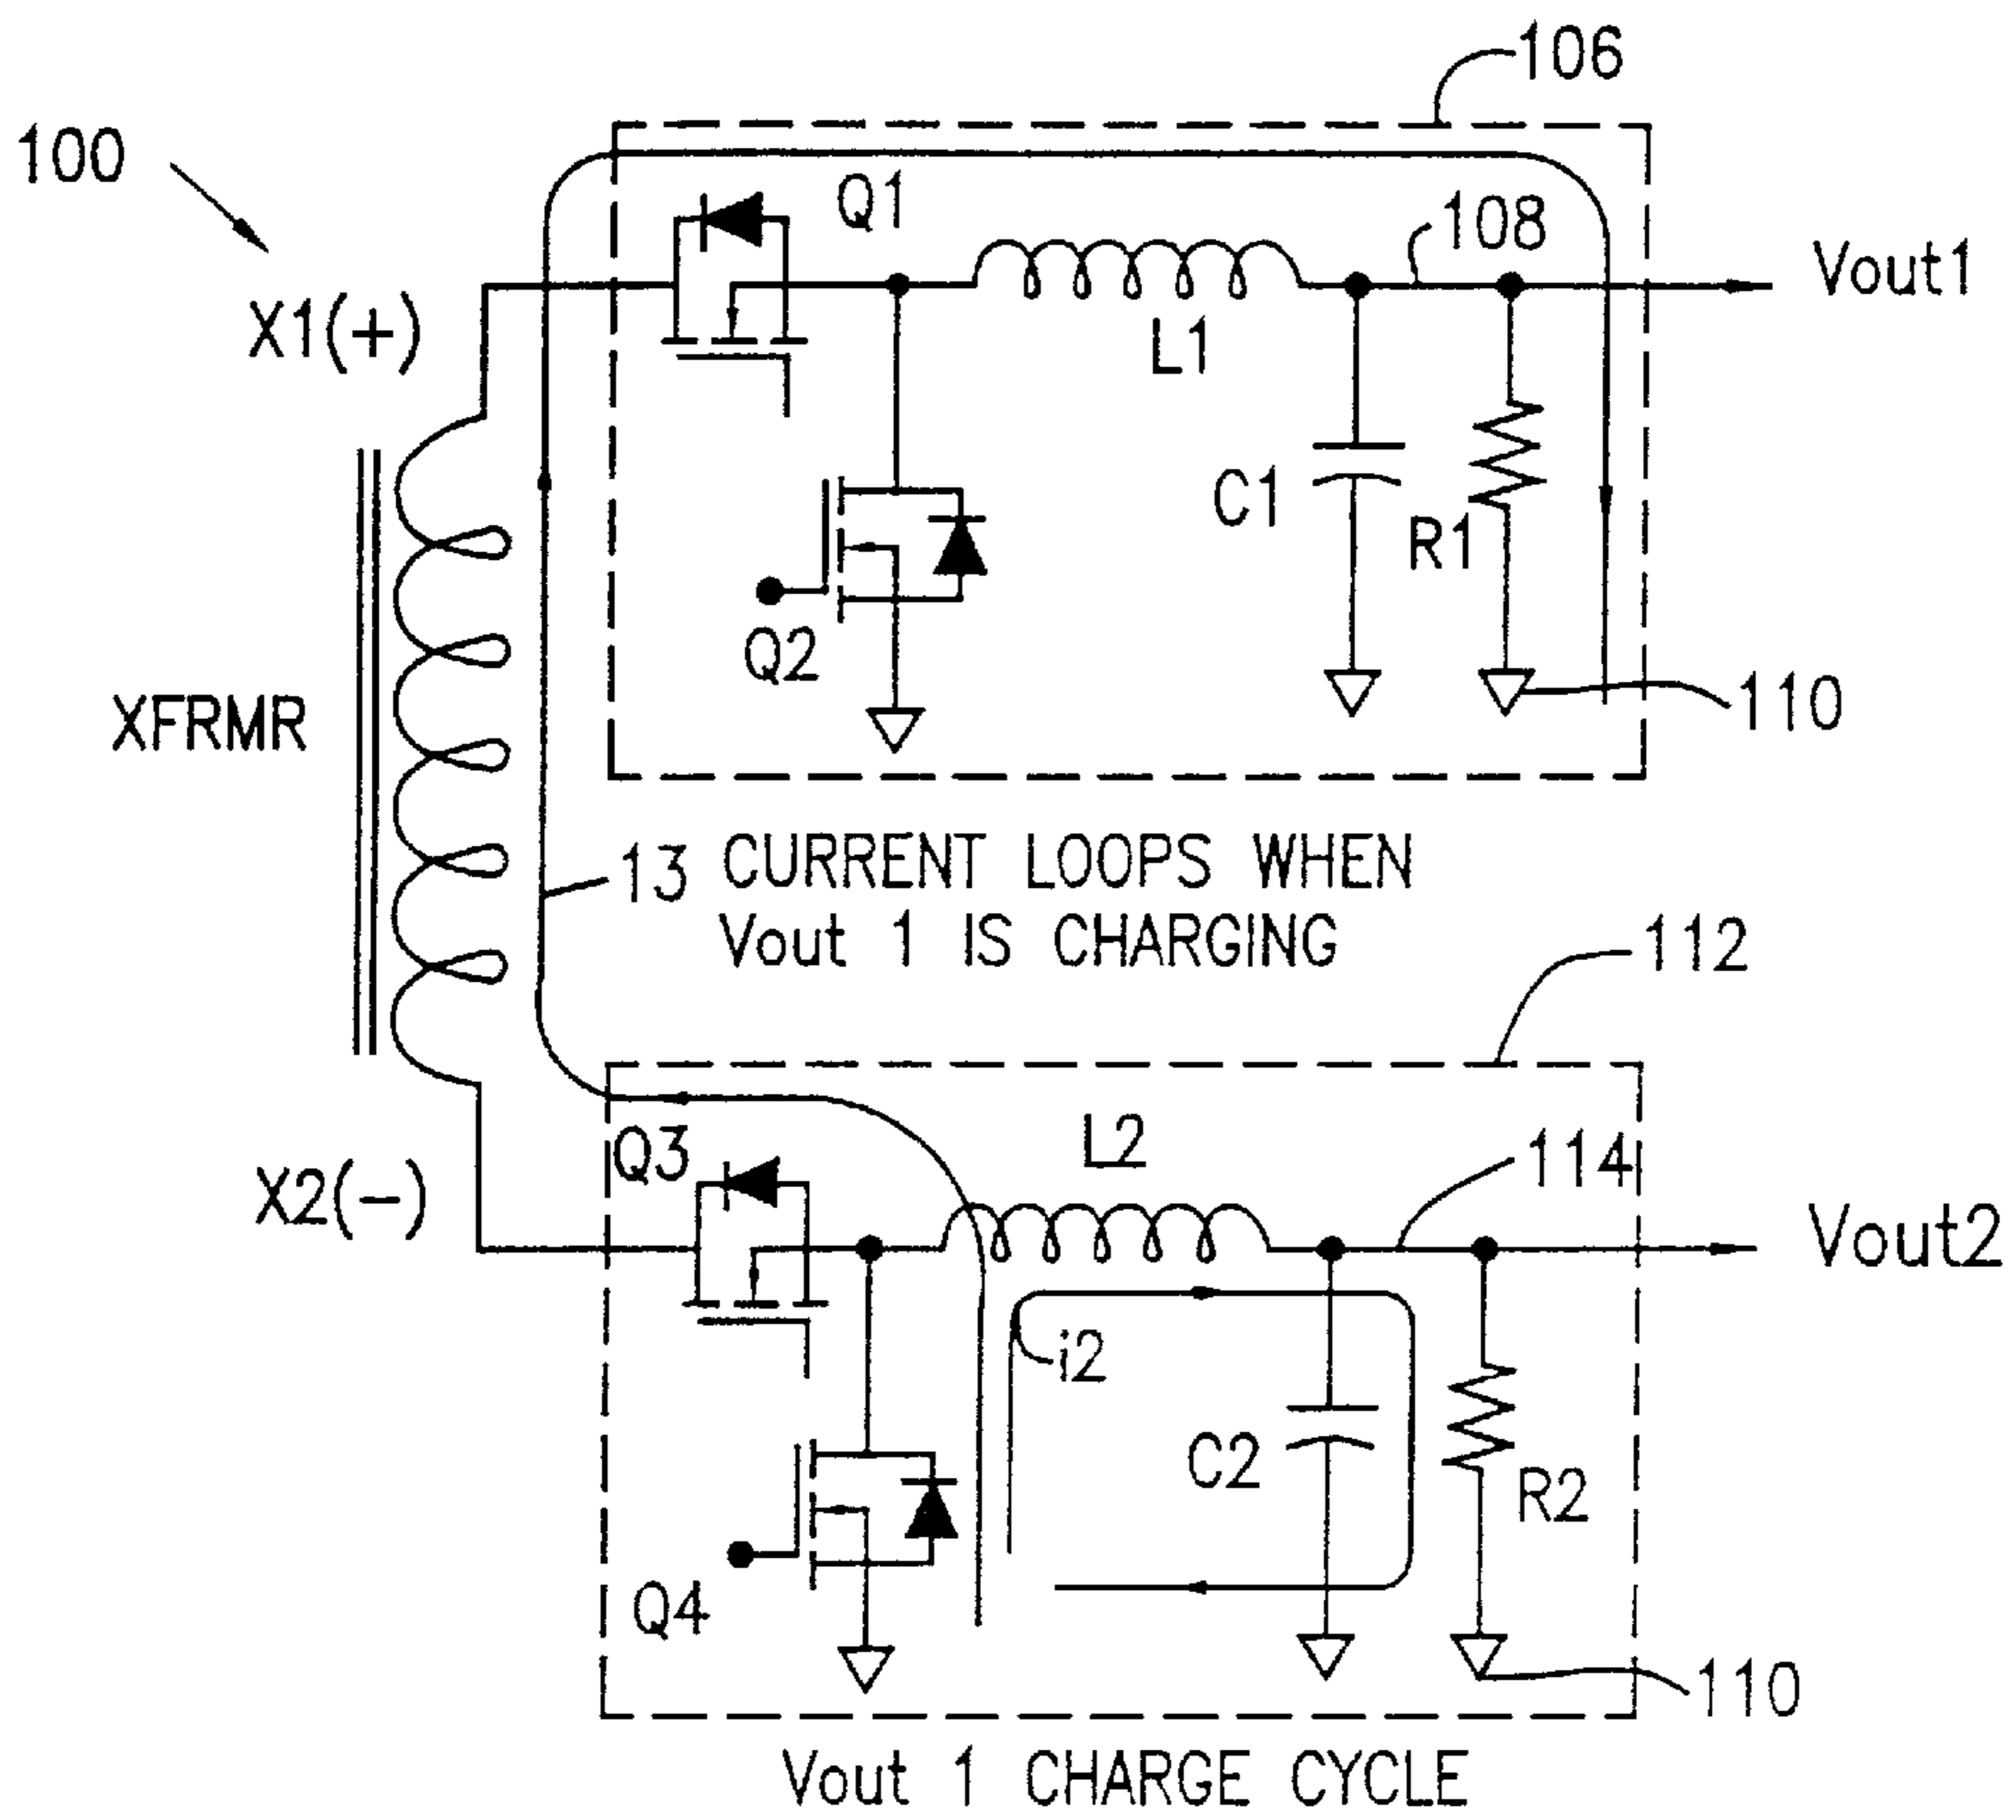 106
100
Q1
108
Vout1
X1(+)
L1
C1
R1
Q2
110
XFRMR
13 CURRENT LOOPS WHEN
Vout 1 IS CHARGING
112
L2
Q3
114
X2(-)
Vout2
i2
C2
R2
Q4
110
Vout 1 CHARGE CYCLE